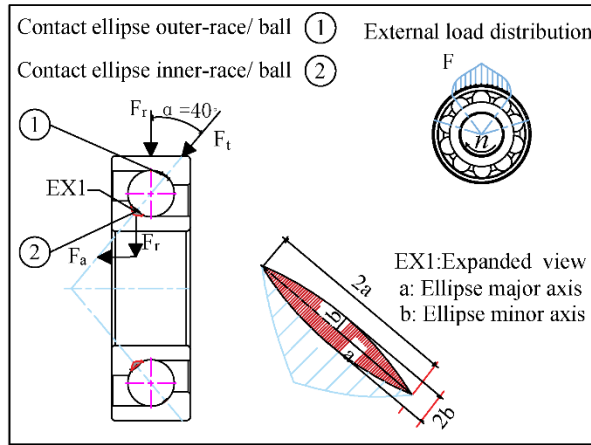 Contact ellipse outer-race/ ball 1
Contact ellipse inner-race/ ball 2
External load distribution
F
n
Fr
α =40°
Ft
1
EX1
2
Fa
Fr
2a
b
a
2b
EX1:Expanded view
a: Ellipse major axis
b: Ellipse minor axis